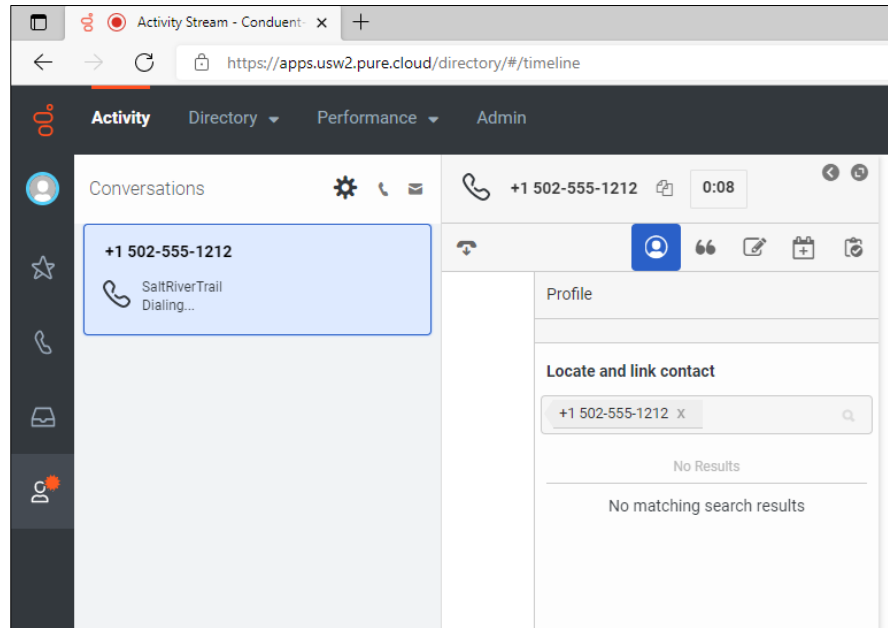 Activity Stream - Conduent-
https://apps.usw2.pure.cloud/directory/#/timeline
Activity Directory Performance Admin
Conversations
+1 502-555-1212 0:08
+1 502-555-1212
SaltRiverTrail
Dialing...
Profile
Locate and link contact
+1 502-555-1212 X
No Results
No matching search results